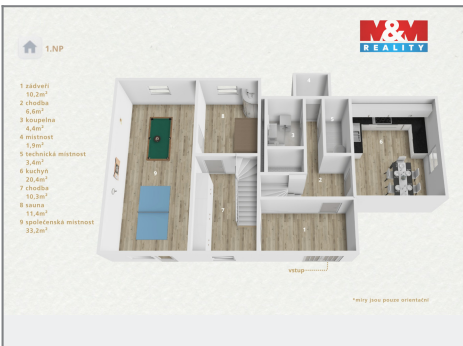 M&M
REALITY
1.NP
1 zádveří
10,2m²
2 chodba
6,6m²
3 koupelna
4,4m²
4 místnost
1,9m²
5 technická místnost
3,4m²
6 kuchyň
20,4m²
7 chodba
10,3m²
8 sauna
11,4m²
9 společenská místnost
33,2m²
vstup
*míry jsou pouze orientační